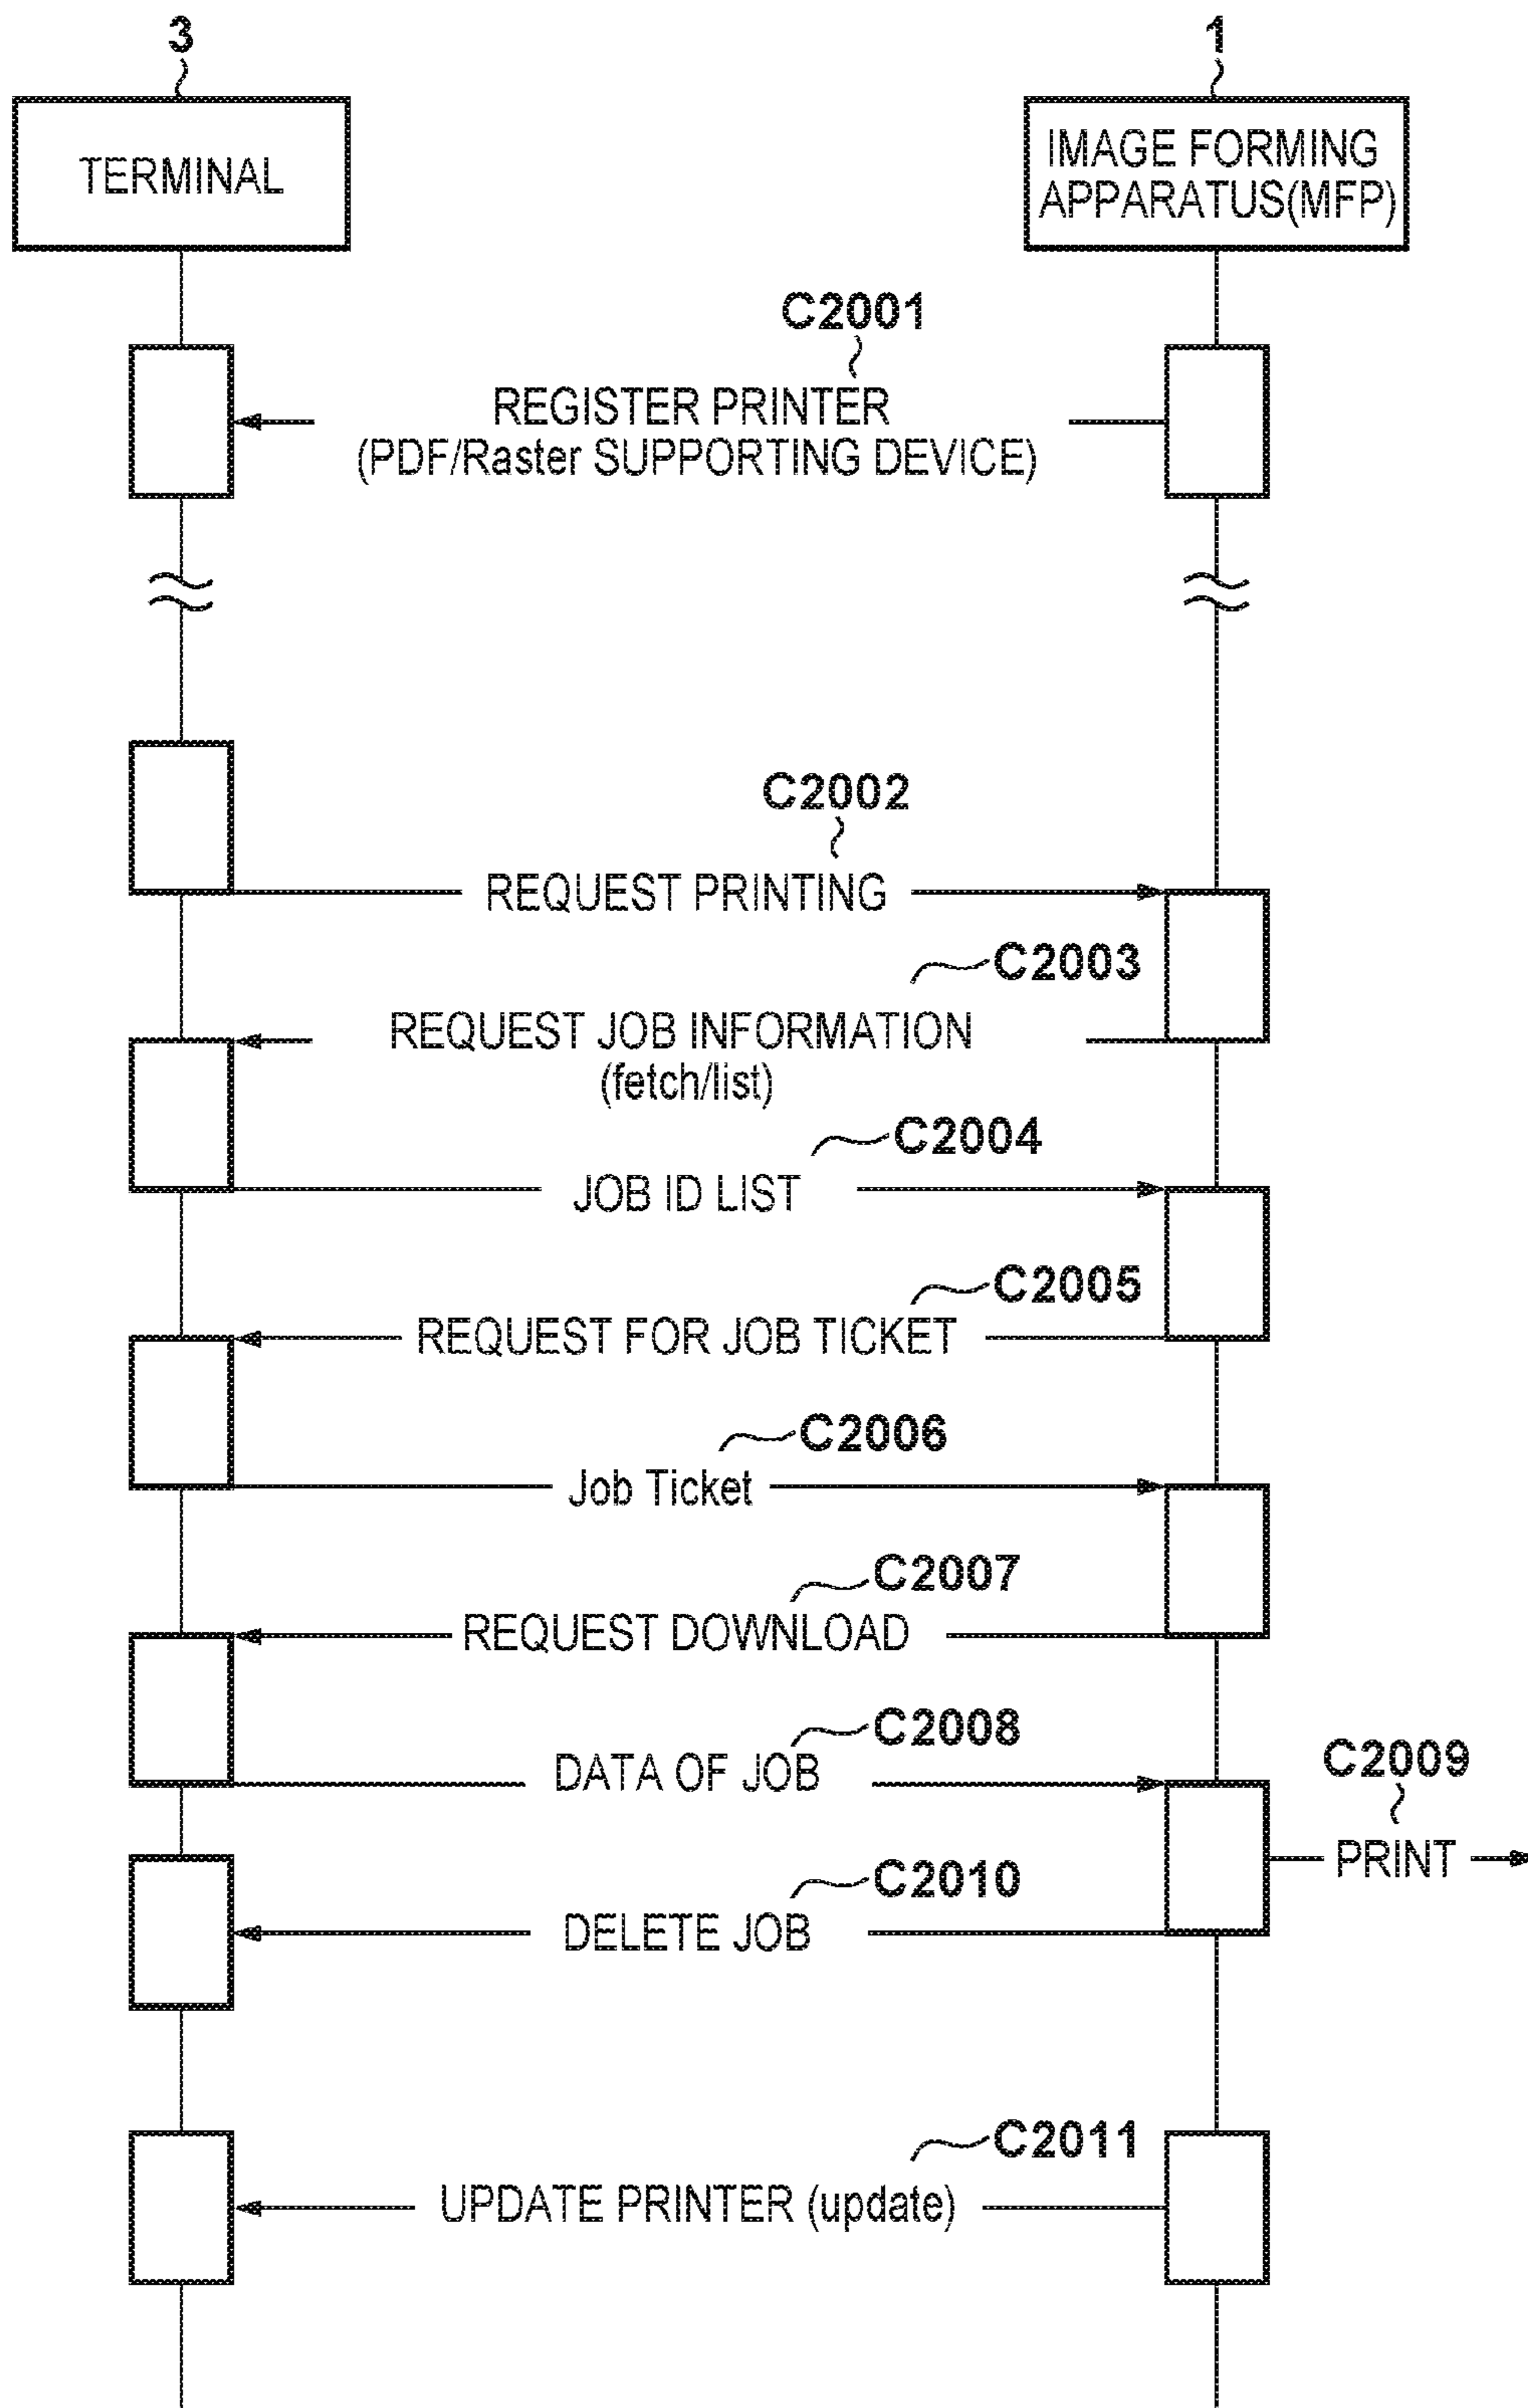 3
1
TERMINAL
IMAGE FORMING
APPARATUS(MFP)
C2001
REGISTER PRINTER
(PDF/Raster SUPPORTING DEVICE)
C2002
REQUEST PRINTING
C2003
REQUEST JOB INFORMATION
(fetch/list)
C2004
JOB ID LIST
C2005
REQUEST FOR JOB TICKET
C2006
Job Ticket
C2007
REQUEST DOWNLOAD
C2008
DATA OF JOB
C2009
PRINT
C2010
DELETE JOB
C2011
UPDATE PRINTER (update)